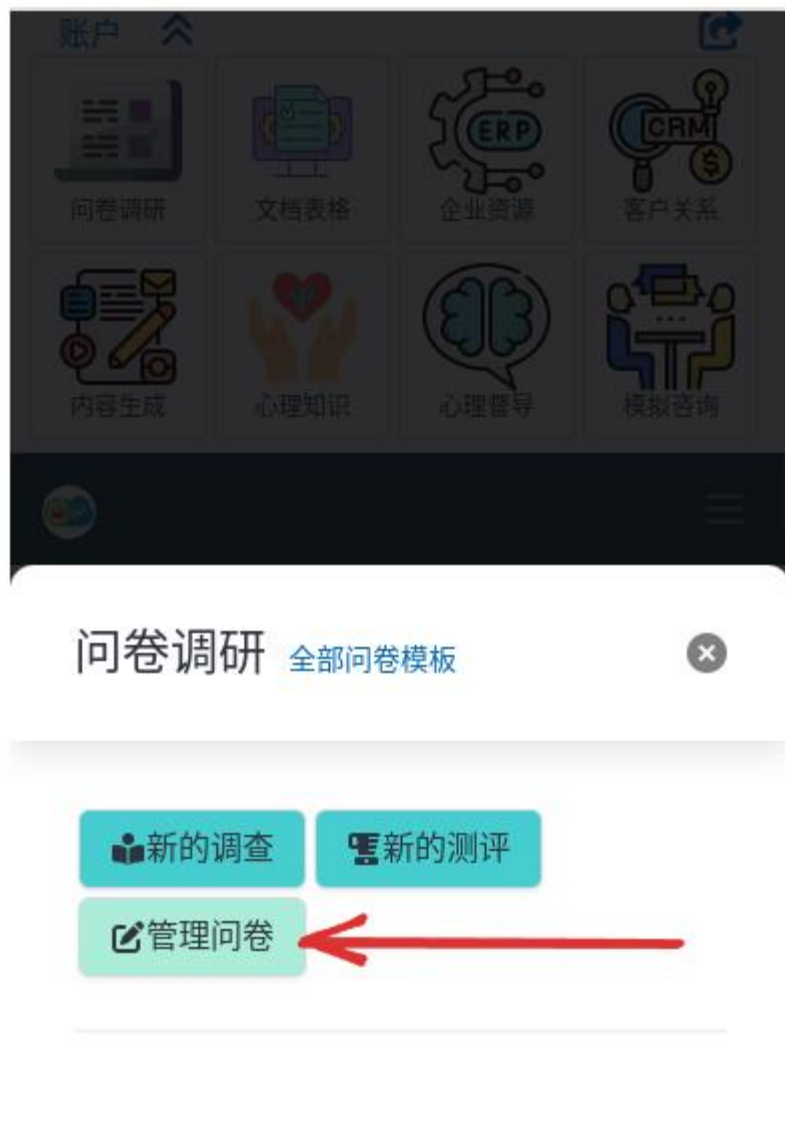 账户
ERP
CRM
问卷调研 文档表格 企业资源 客户关系
内容生成 心理知识 心理督导 模拟咨询
问卷调研 全部问卷模板
新的调查 新的测评
管理问卷